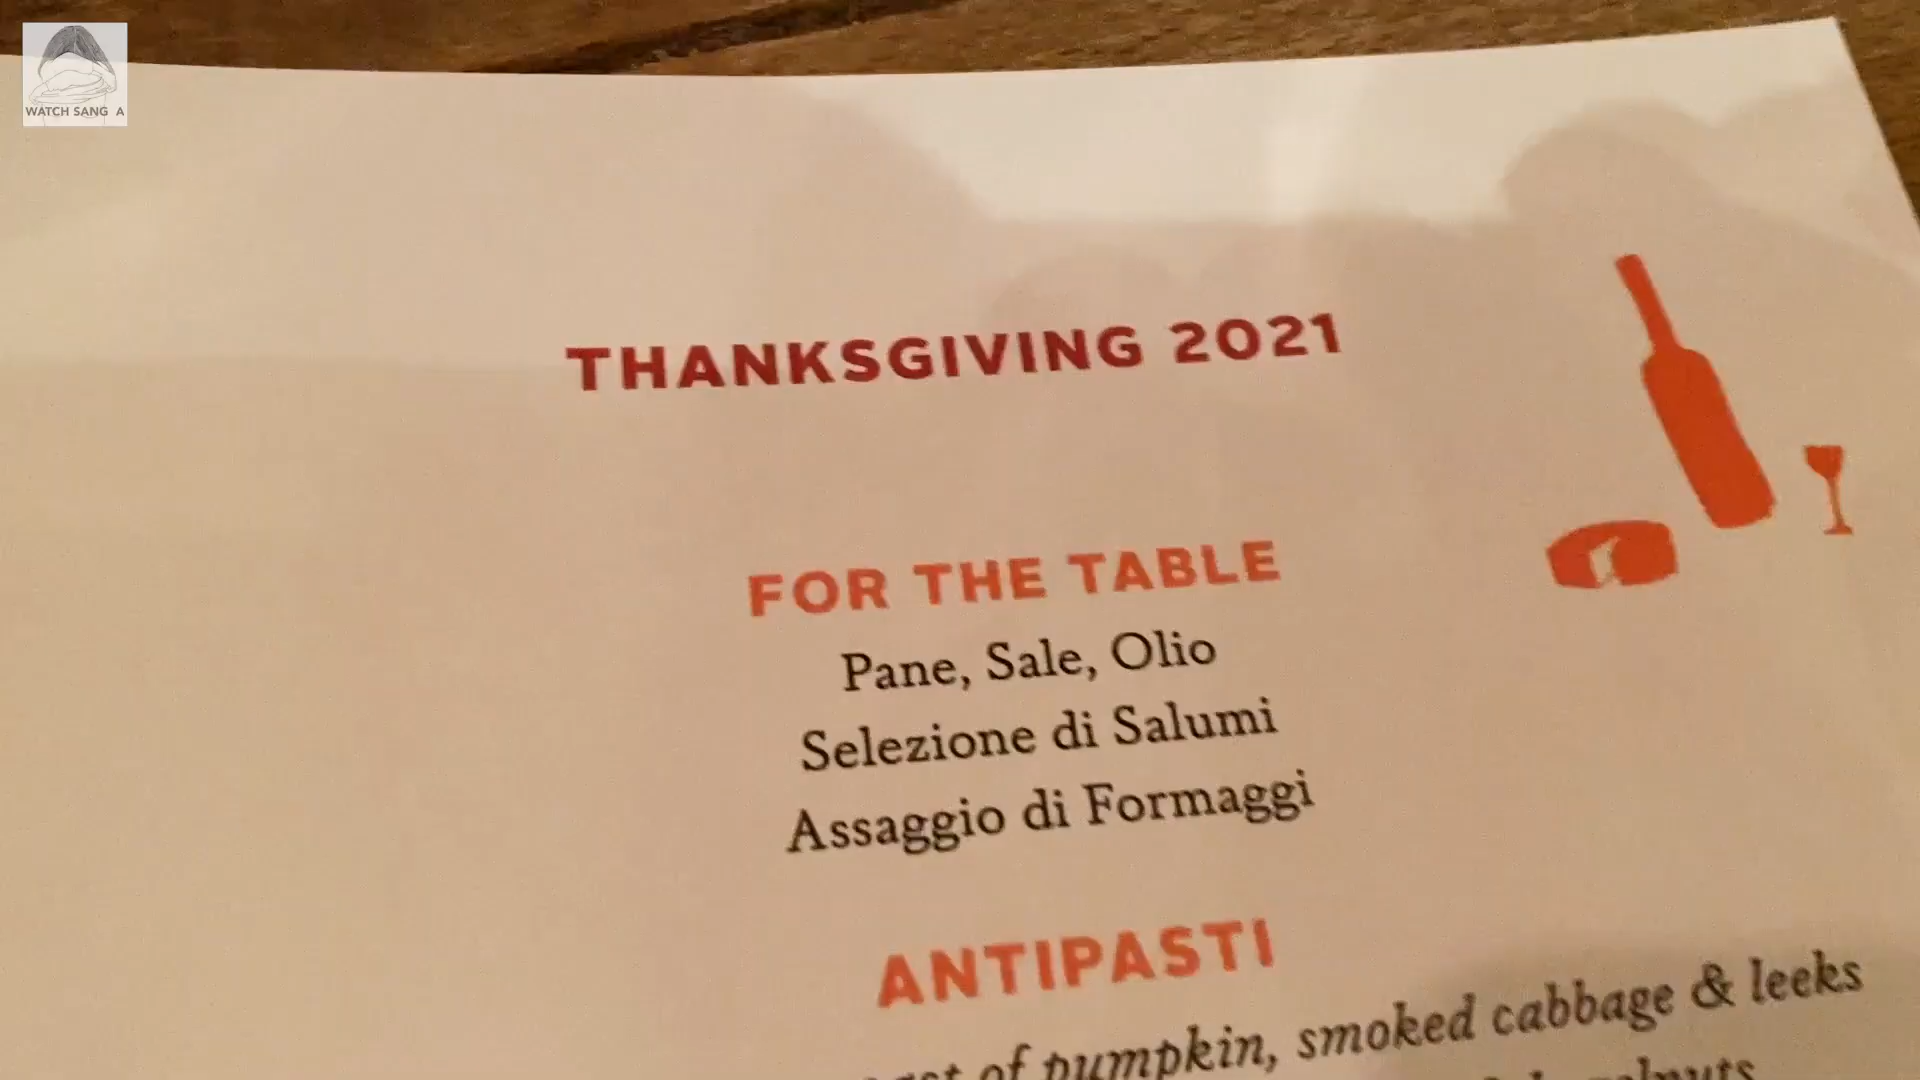 WATCH SANG A
THANKSGIVING 2021
FOR THE TABLE
Pane, Sale, Olio
Selezione di Salumi
Assaggio di Formaggi
ANTIPASTI
of pumpkin, smoked cabbage & leeks